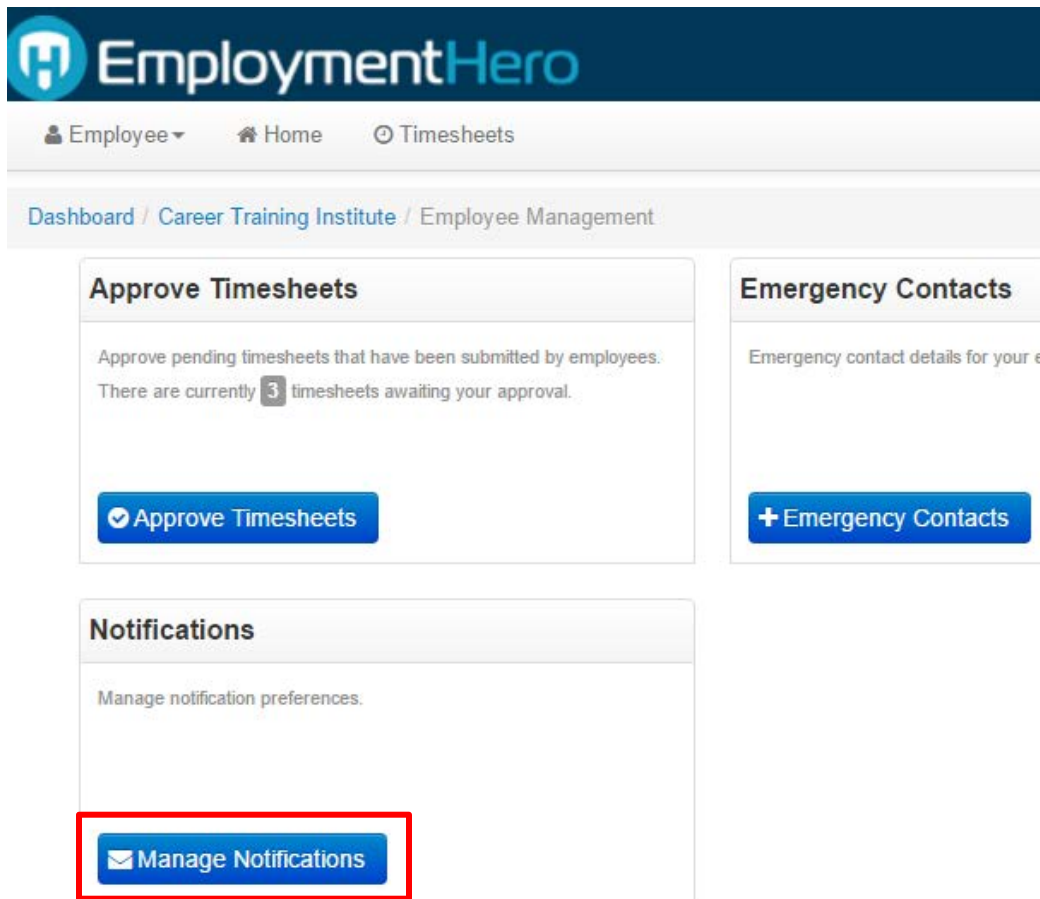 EmploymentHero
Employee Home Timesheets
Dashboard / Career Training Institute / Employee Management
Approve Timesheets
Approve pending timesheets that have been submitted by employees.
There are currently 3 timesheets awaiting your approval.
Approve Timesheets
Emergency Contacts
Emergency contact details for your
Emergency Contacts
Notifications
Manage notification preferences.
Manage Notifications